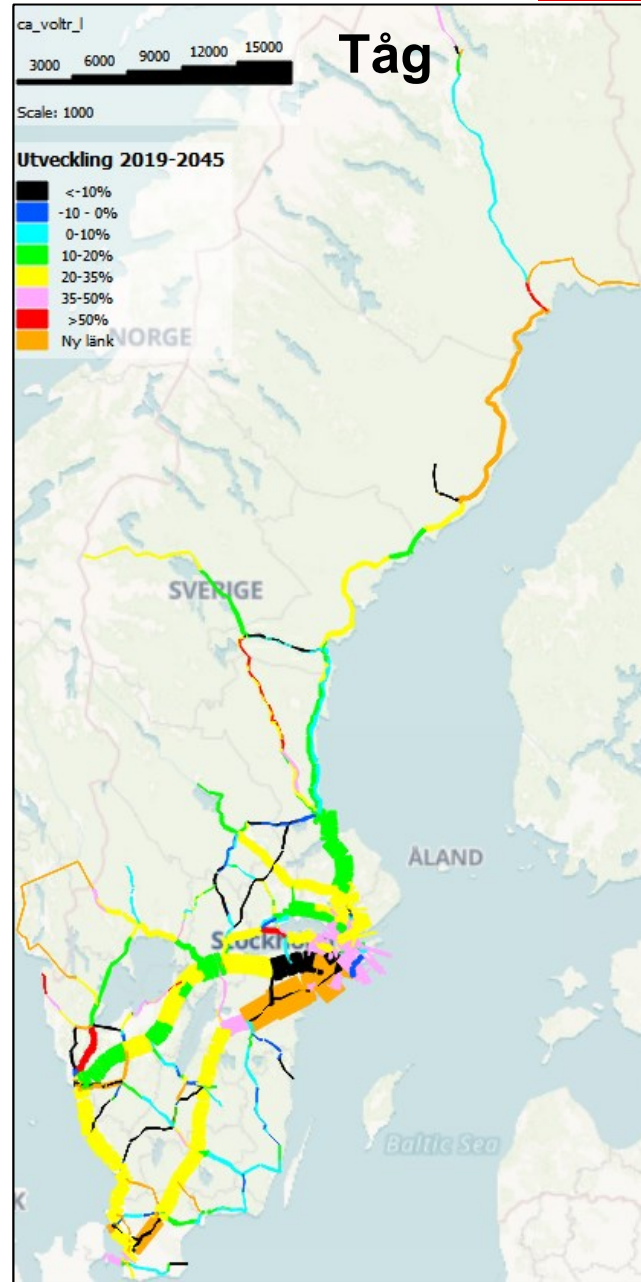 ca_voltr_l
Tåg
3000 6000 9000 12000 15000
Scale: 1000
Utveckling 2019-2045
<-10%
-10 - 0%
0-10%
10-20%
20-35%
35-50%
>50%
Ny länk
NORGE
SVERIGE
ÅLAND
Stockho
Baltic Sea
K